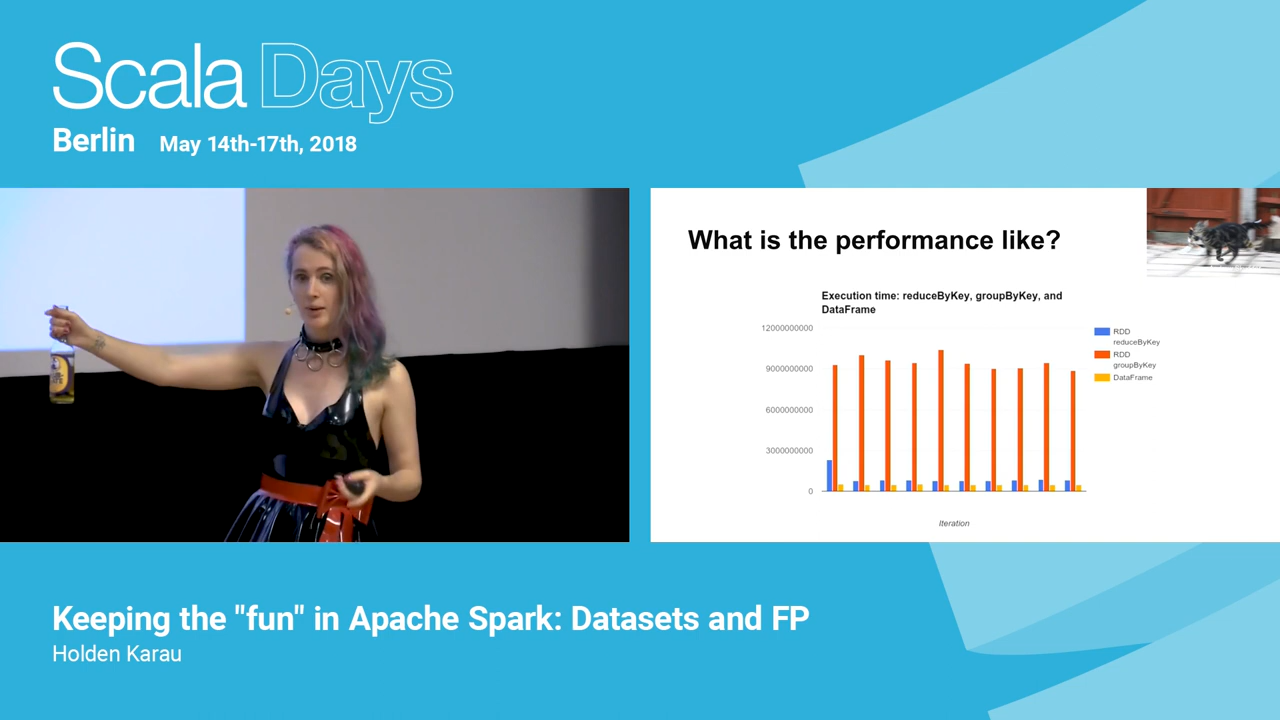 Scala Days
Berlin May 14th-17th, 2018
What is the performance like?
Execution time: reduceByKey, groupByKey, and
DataFrame
12000000000
9000000000
6000000000
3000000000
0
RDD
reduceByKey
RDD
groupByKey
DataFrame
Iteration
Keeping the "fun" in Apache Spark: Datasets and FP
Holden Karau